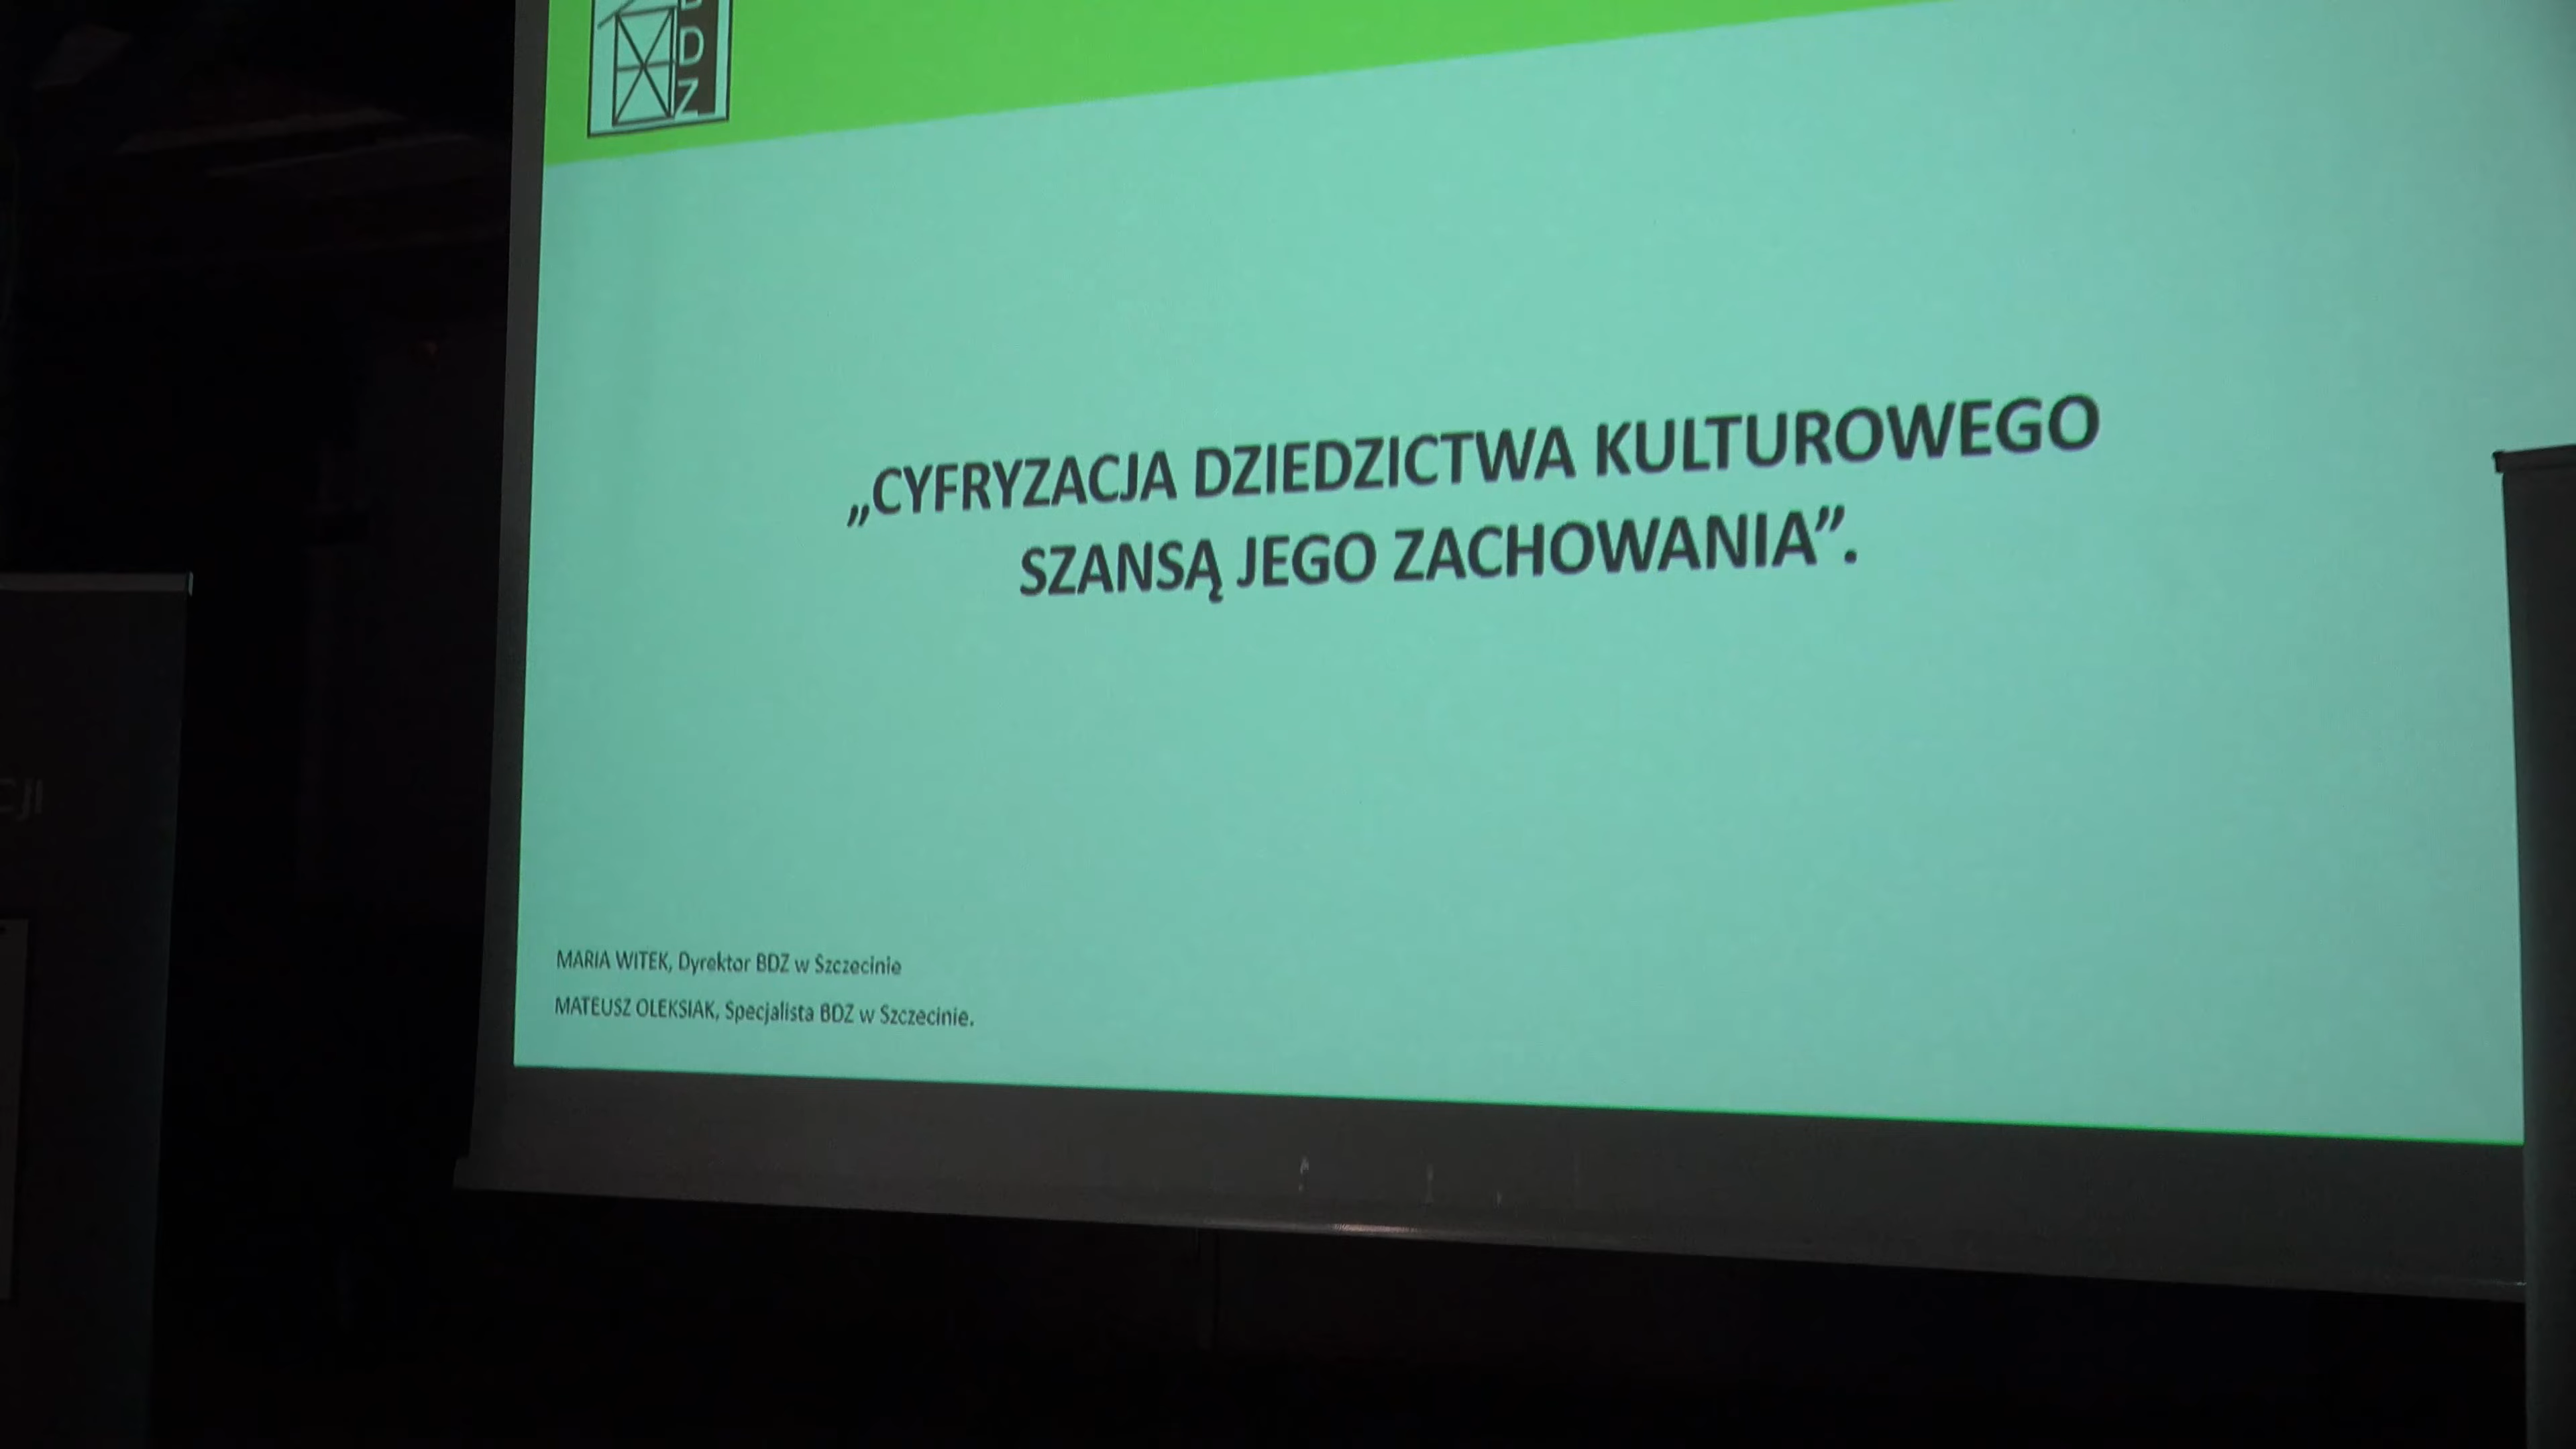 B
D
Z
„CYFRYZACJA DZIEDZICTWA KULTUROWEGO
SZANSĄ JEGO ZACHOWANIA”.
MARIA WITEK, Dyrektor BDZ w Szczecinie
MATEUSZ OLEKSIAK, Specjalista BDZ w Szczecinie.